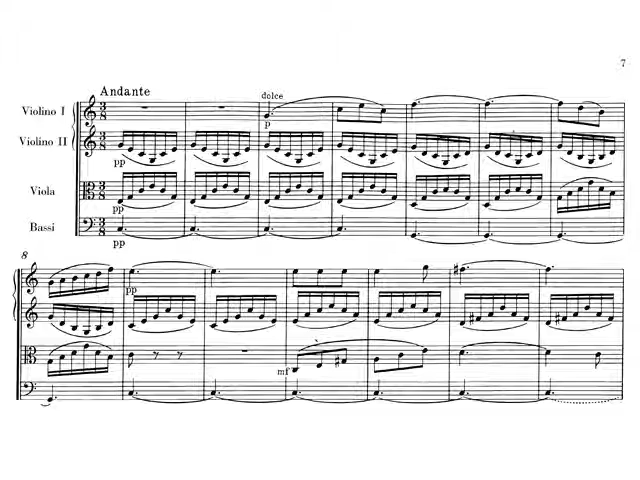 7
Andante
dolce
Violino I
p
Violino II
pp
Viola
pp
Bassi
pp
8
pp
mf